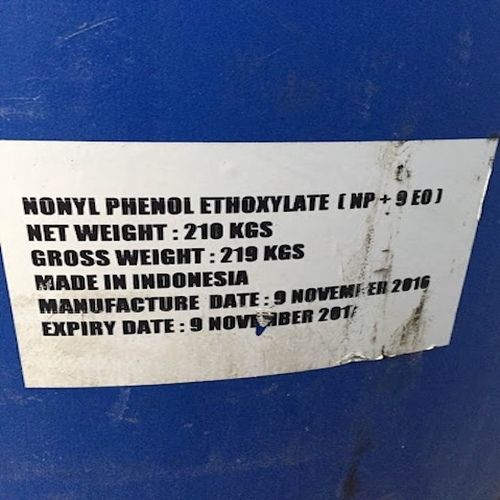 NONYL PHENOL ETHOXYLATE ( NP + 9 EO )
NET WEIGHT : 210 KGS
GROSS WEIGHT : 219 KGS
MADE IN INDONESIA
MANUFACTURE DATE : 9 NOVEMBER 2016
EXPIRY DATE : 9 NOVEMBER